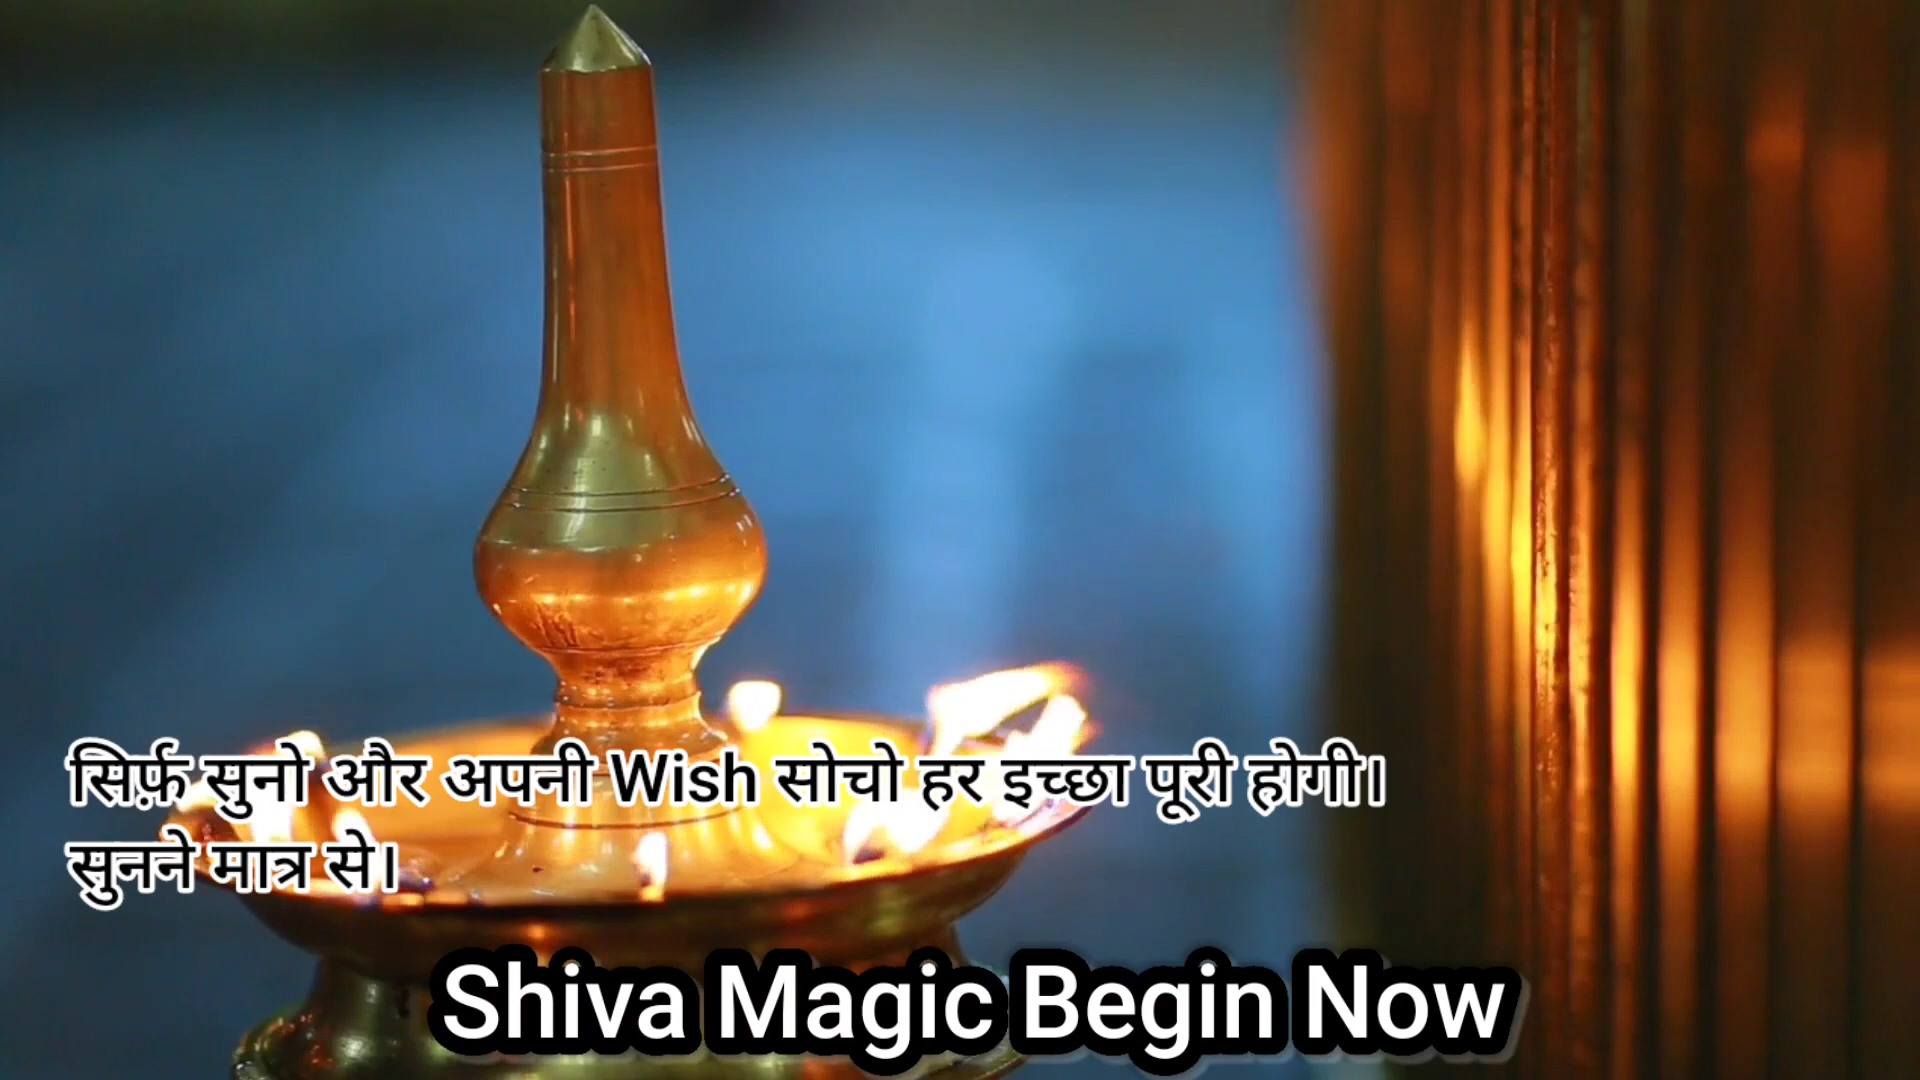 सिर्फ़ सुनो और अपनी Wish सोचो हर इच्छा पूरी होगी।
सुनने मात्र से।
Shiva Magic Begin Now